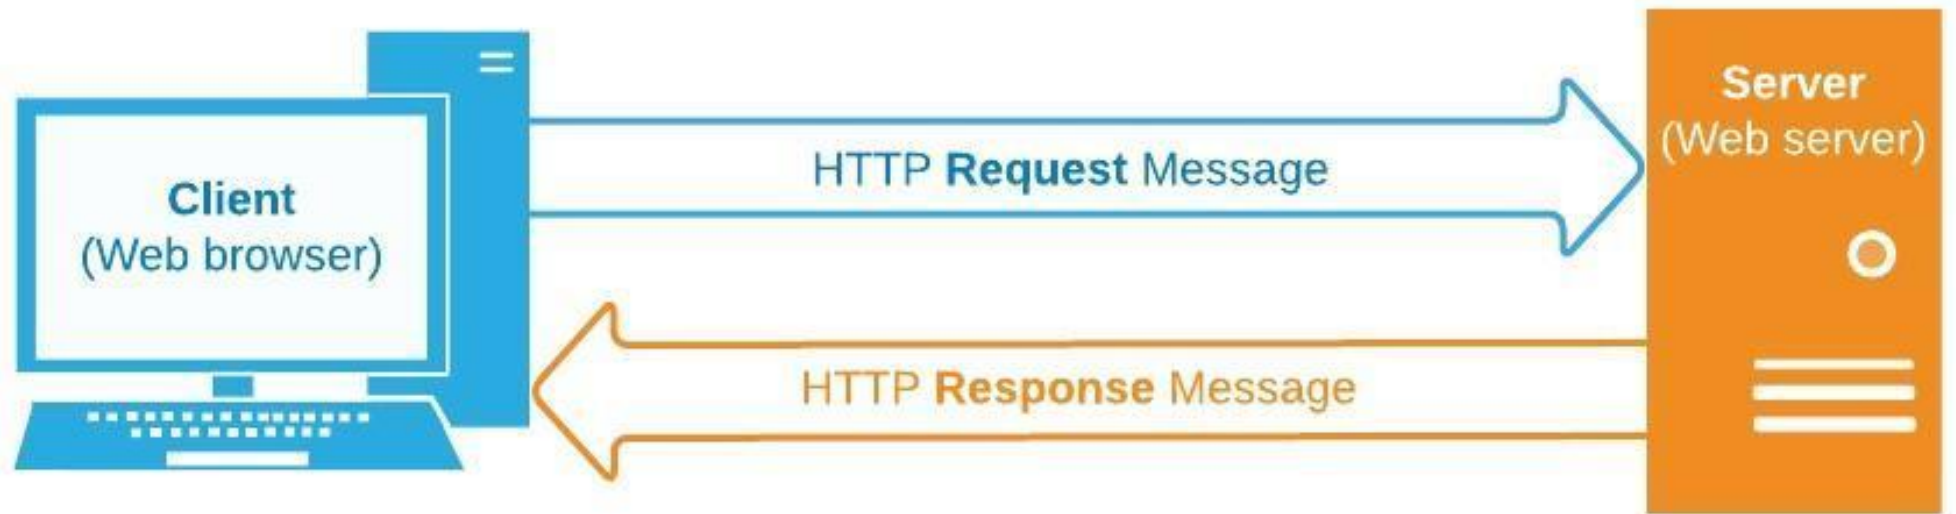 Client
(Web browser)
HTTP Request Message
HTTP Response Message
Server
(Web server)